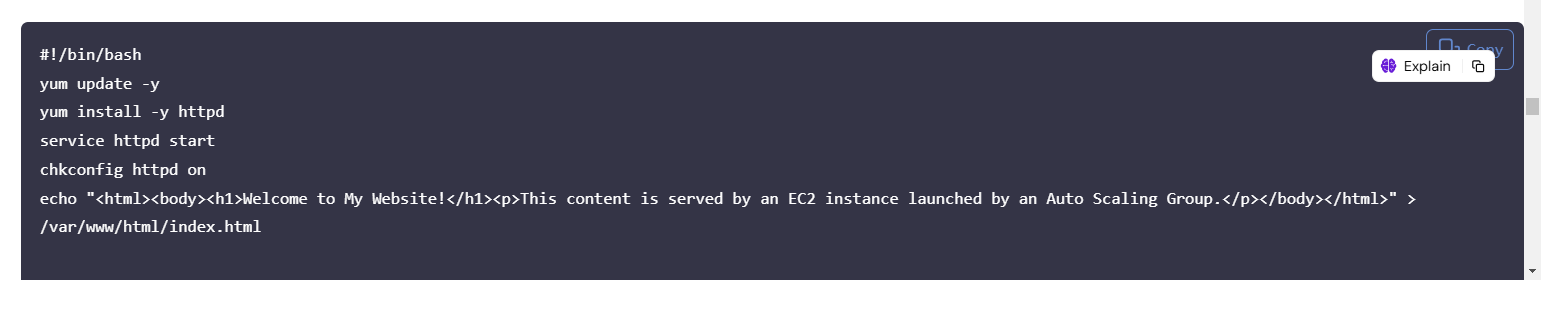 #!/bin/bash
Copy
Explain
yum update -y
yum install -y httpd
service httpd start
chkconfig httpd on
echo "<html><body><h1>Welcome to My Website!</h1><p>This content is served by an EC2 instance launched by an Auto Scaling Group.</p></body></html>" >
/var/www/html/index.html